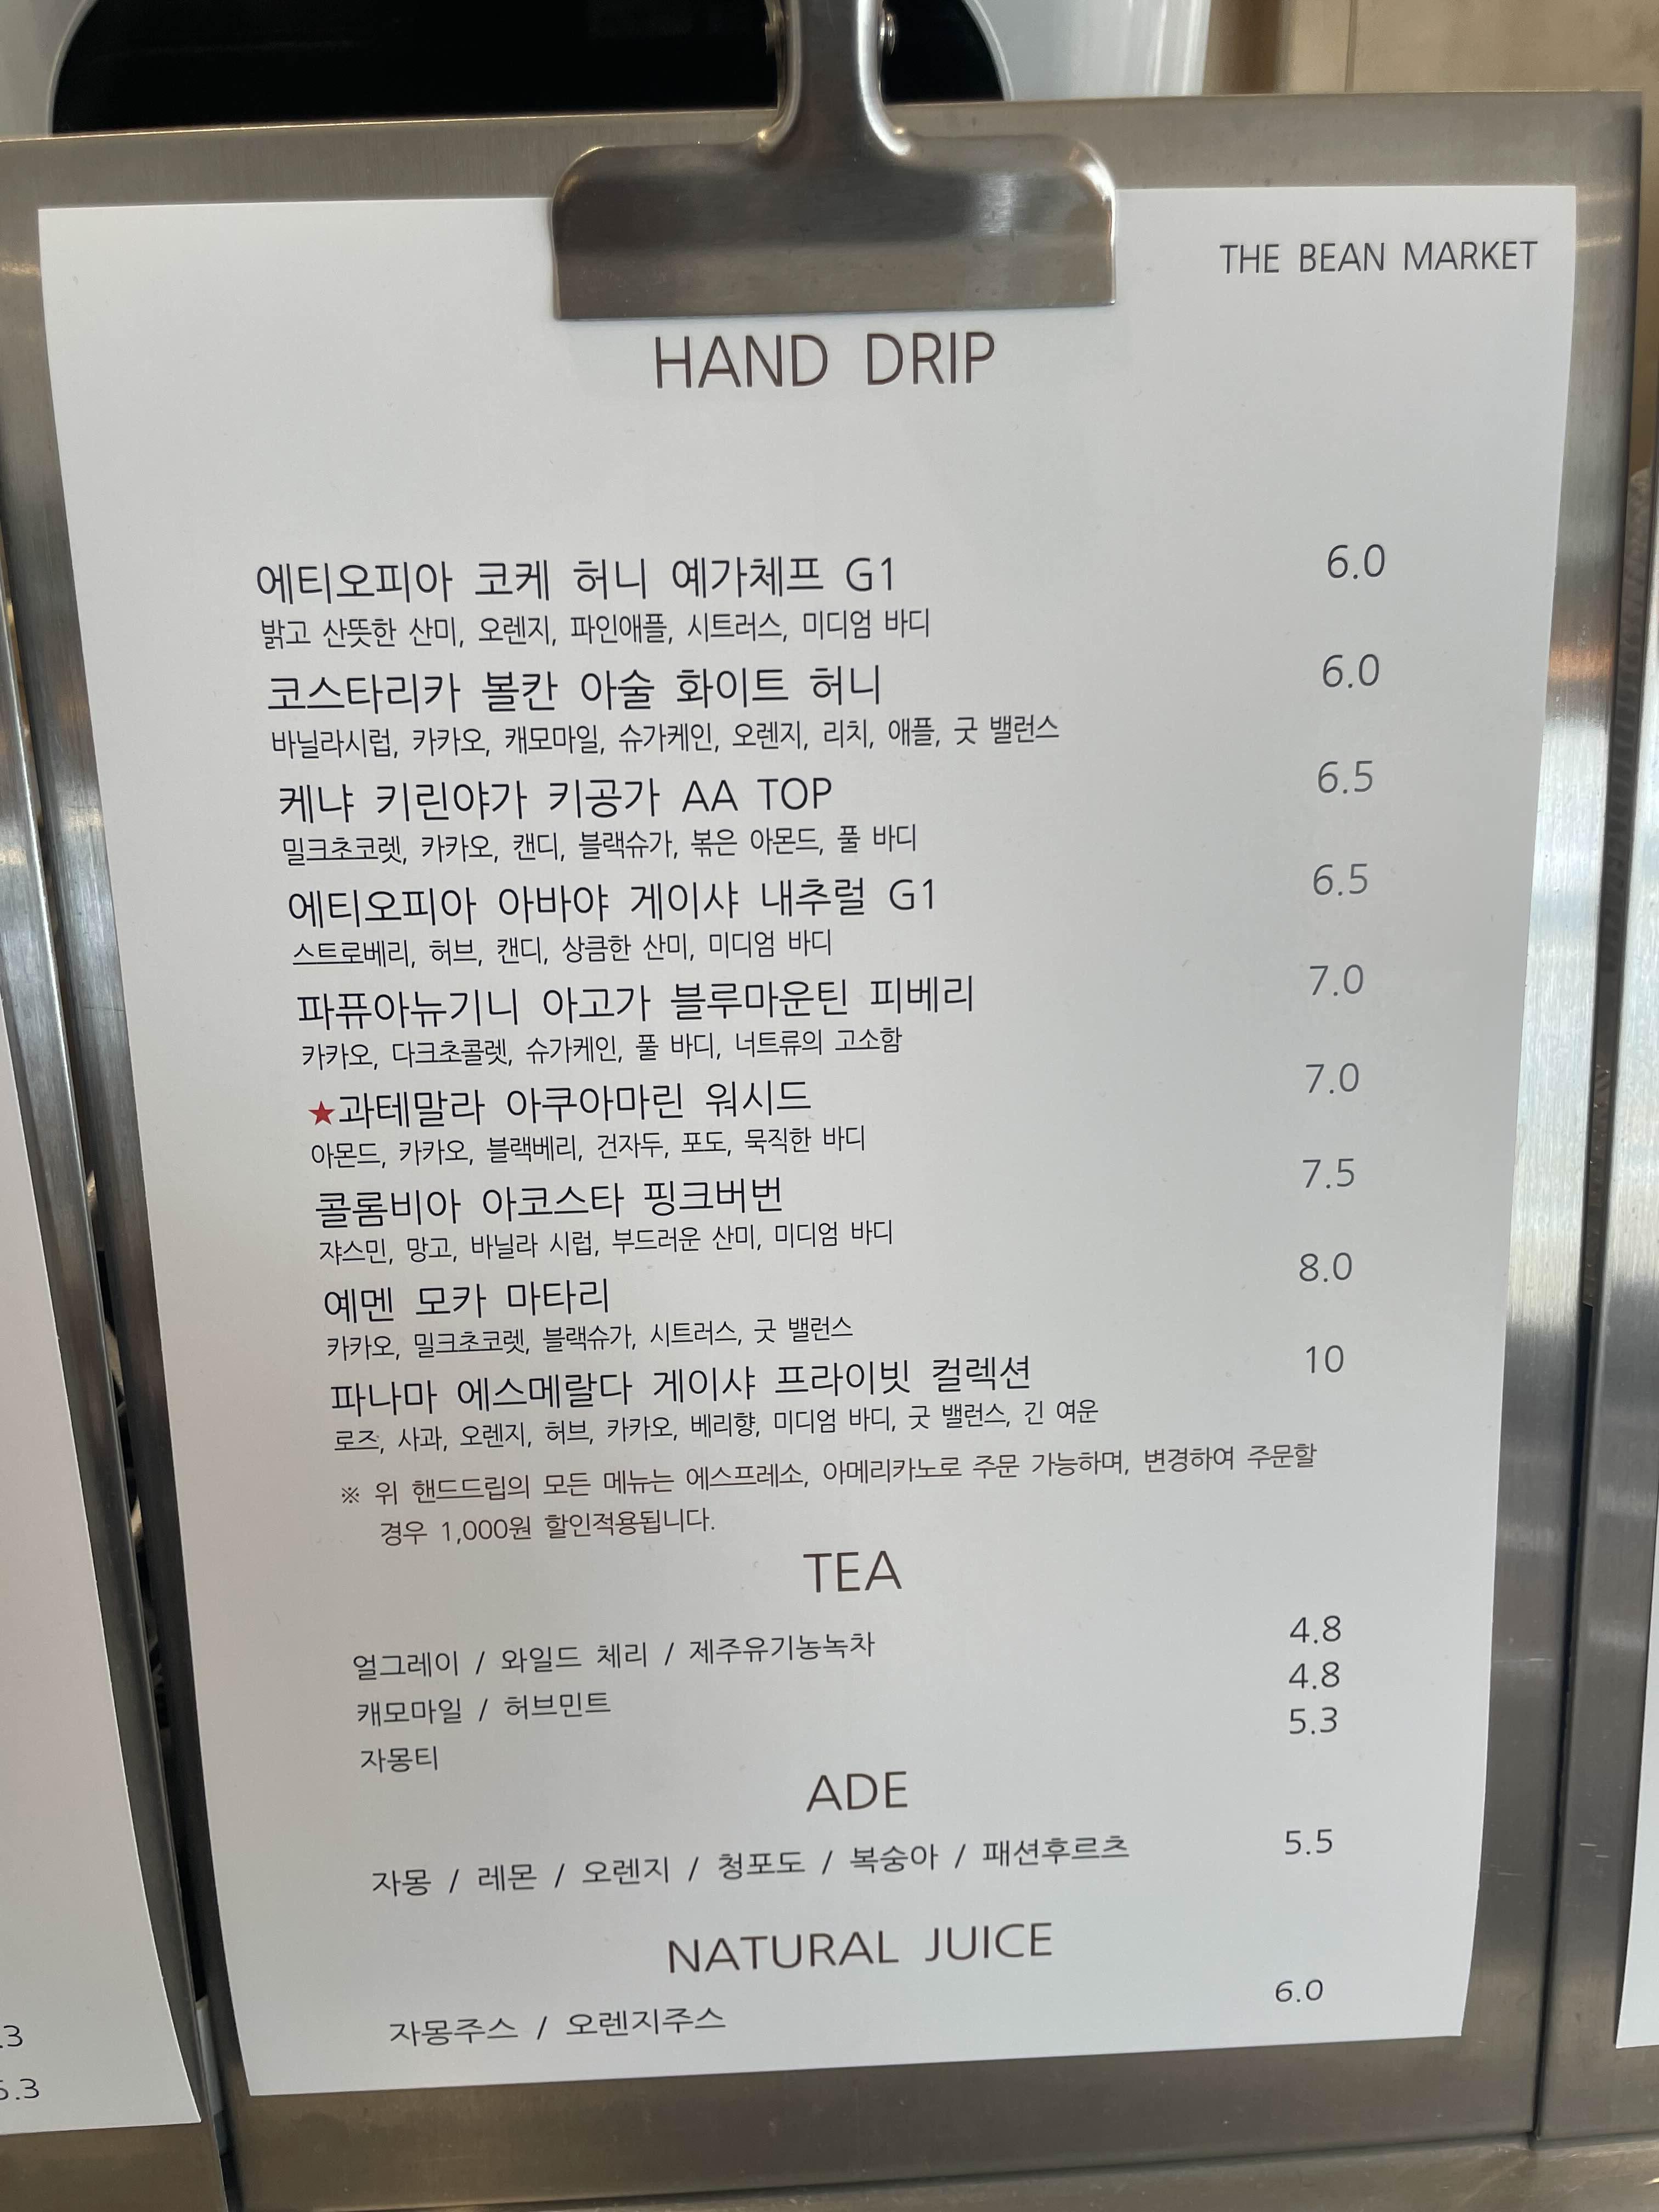 THE BEAN MARKET
HAND DRIP
에티오피아 코케 허니 예가체프 G1 6.0
밝고 산뜻한 산미, 오렌지, 파인애플, 시트러스, 미디엄 바디
코스타리카 볼칸 아술 화이트 허니 6.0
바닐라시럽, 카카오, 캐모마일, 슈가케인, 오렌지, 리치, 애플, 굿 밸런스
케냐 키린야가 키공가 AA TOP 6.5
밀크초코렛, 카카오, 캔디, 블랙슈가, 볶은 아몬드, 풀 바디
에티오피아 아바야 게이샤 내추럴 G1 6.5
스트로베리, 허브, 캔디, 상큼한 산미, 미디엄 바디
파퓨아뉴기니 아고가 블루마운틴 피베리 7.0
카카오, 다크초콜렛, 슈가케인, 풀 바디, 너트류의 고소함
★과테말라 아쿠아마린 워시드 7.0
아몬드, 카카오, 블랙베리, 건자두, 포도, 묵직한 바디
콜롬비아 아코스타 핑크버번 7.5
쟈스민, 망고, 바닐라 시럽, 부드러운 산미, 미디엄 바디
예멘 모카 마타리 8.0
카카오, 밀크초코렛, 블랙슈가, 시트러스, 굿 밸런스
파나마 에스메랄다 게이샤 프라이빗 컬렉션 10
로즈, 사과, 오렌지, 허브, 카카오, 베리향, 미디엄 바디, 굿 밸런스, 긴 여운
※ 위 핸드드립의 모든 메뉴는 에스프레소, 아메리카노로 주문 가능하며, 변경하여 주문할
경우 1,000원 할인적용됩니다.
TEA
얼그레이 / 와일드 체리 / 제주유기농녹차 4.8
캐모마일 / 허브민트 4.8
자몽티 5.3
ADE
자몽 / 레몬 / 오렌지 / 청포도 / 복숭아 / 패션후르츠 5.5
NATURAL JUICE
자몽주스 / 오렌지주스 6.0